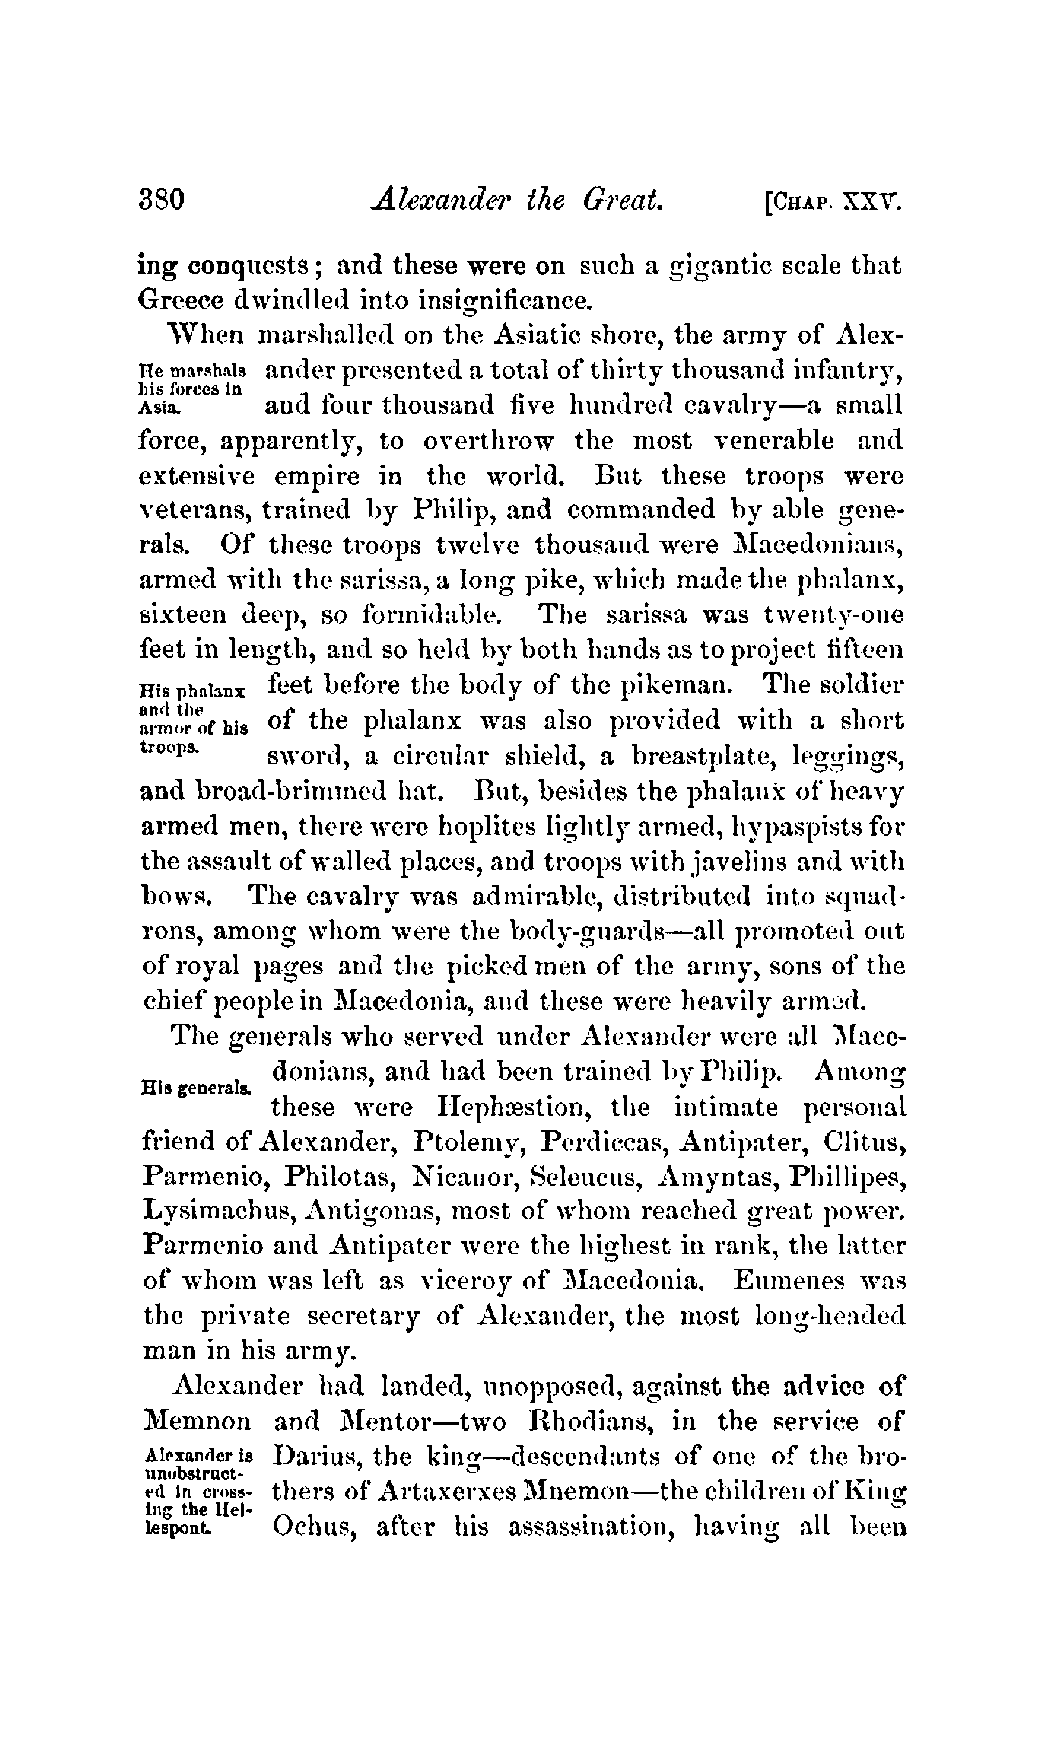 380 Alexander the Great. [CHAP. XXV.
ing conquests; and these were on such a gigantic scale that
Greece dwindled into insignificance.
When marshalled on the Asiatic shore, the army of Alex-
He marshals
his forces in
Asia.
ander presented a total of thirty thousand infantry,
and four thousand five hundred cavalry—a small
force, apparently, to overthrow the most venerable and
extensive empire in the world. But these troops were
veterans, trained by Philip, and commanded by able gene-
rals. Of these troops twelve thousand were Macedonians,
armed with the sarissa, a long pike, which made the phalanx,
sixteen deep, so formidable. The sarissa was twenty-one
feet in length, and so held by both hands as to project fifteen
His phalanx
and the
armor of his
troops.
feet before the body of the pikeman. The soldier
of the phalanx was also provided with a short
sword, a circular shield, a breastplate, leggings,
and broad-brimmed hat. But, besides the phalanx of heavy
armed men, there were hoplites lightly armed, hypaspists for
the assault of walled places, and troops with javelins and with
bows. The cavalry was admirable, distributed into squad-
rons, among whom were the body-guards—all promoted out
of royal pages and the picked men of the army, sons of the
chief people in Macedonia, and these were heavily armed.
The generals who served under Alexander were all Mace-
His generals.
donians, and had been trained by Philip. Among
these were Hephæstion, the intimate personal
friend of Alexander, Ptolemy, Perdiccas, Antipater, Clitus,
Parmenio, Philotas, Nicanor, Seleucus, Amyntas, Phillipes,
Lysimachus, Antigonas, most of whom reached great power.
Parmenio and Antipater were the highest in rank, the latter
of whom was left as viceroy of Macedonia. Eumenes was
the private secretary of Alexander, the most long-headed
man in his army.
Alexander had landed, unopposed, against the advice of
Memnon and Mentor—two Rhodians, in the service of
Alexander is
unobstruct-
ed in cross-
ing the Hel-
lespont.
Darius, the king—descendants of one of the bro-
thers of Artaxerxes Mnemon—the children of King
Ochus, after his assassination, having all been